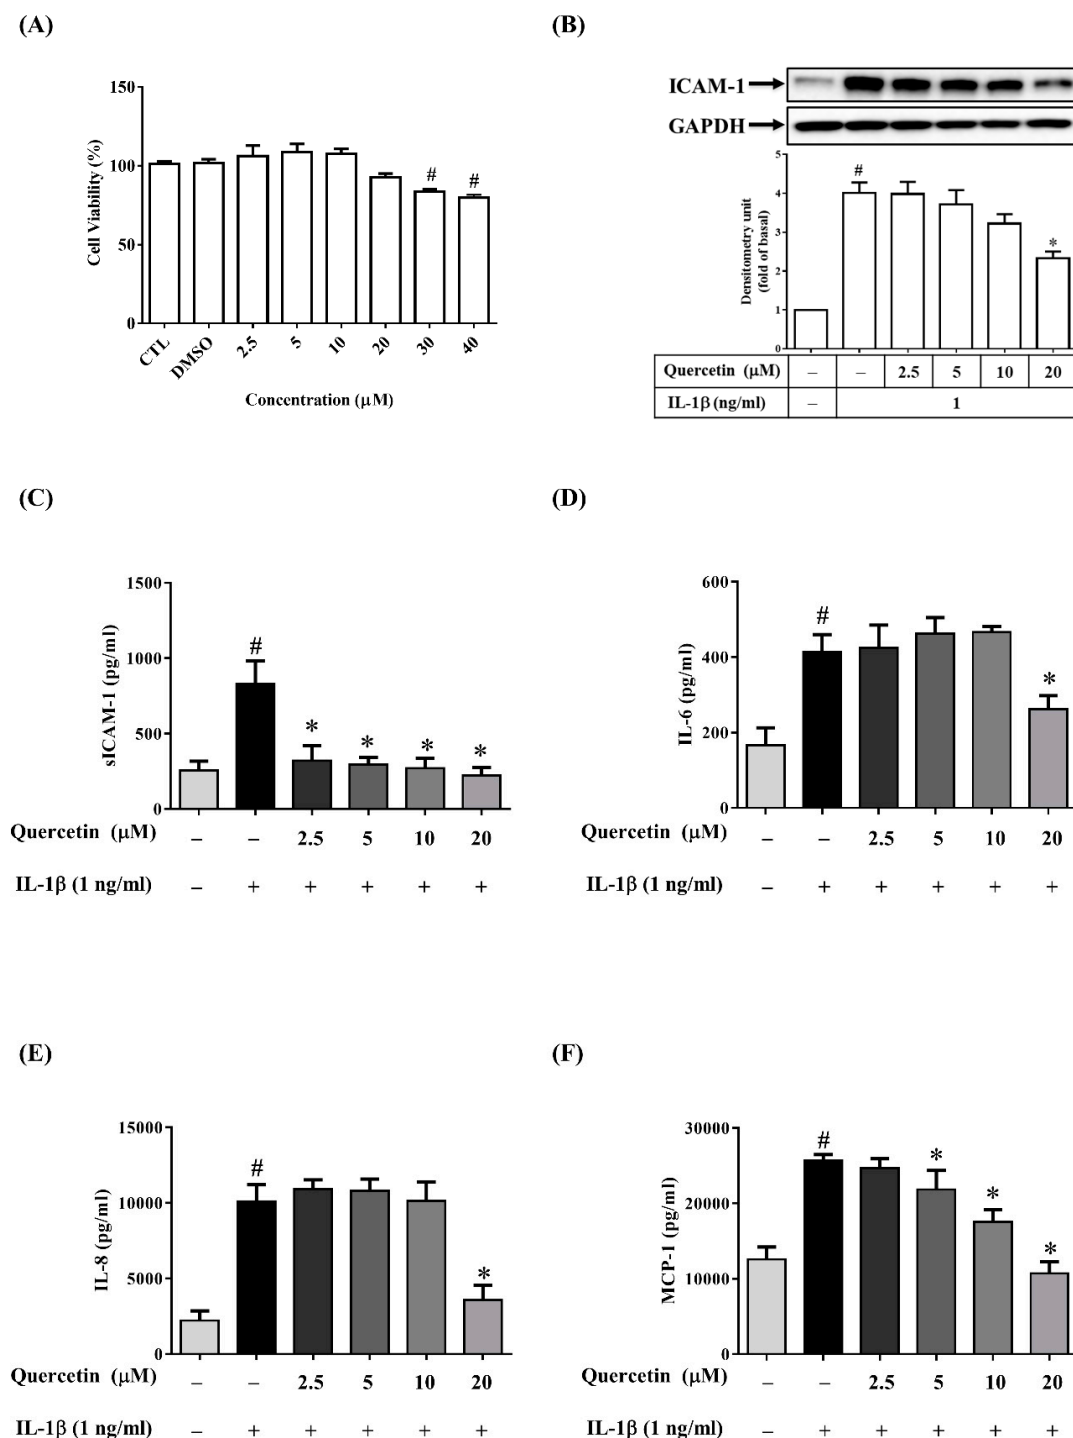 (A)
150
100
50
0
Cell Viability (%)
# #
CTL DMSO 2.5 5 10 20 30 40
Concentration (μM)
(B)
ICAM-1
GAPDH
5
4
3
2
1
0
Densitometry unit
(fold of basal)
# *
Quercetin (μM) – – 2.5 5 10 20
IL-1β (ng/ml) – 1
(C)
1500
1000
500
0
sICAM-1 (pg/ml)
# * * * *
Quercetin (μM) – – 2.5 5 10 20
IL-1β (1 ng/ml) – + + + + +
(D)
600
400
200
0
IL-6 (pg/ml)
# *
Quercetin (μM) – – 2.5 5 10 20
IL-1β (1 ng/ml) – + + + + +
(E)
15000
10000
5000
0
IL-8 (pg/ml)
# *
Quercetin (μM) – – 2.5 5 10 20
IL-1β (1 ng/ml) – + + + + +
(F)
30000
20000
10000
0
MCP-1 (pg/ml)
# * * *
Quercetin (μM) – – 2.5 5 10 20
IL-1β (1 ng/ml) – + + + + +